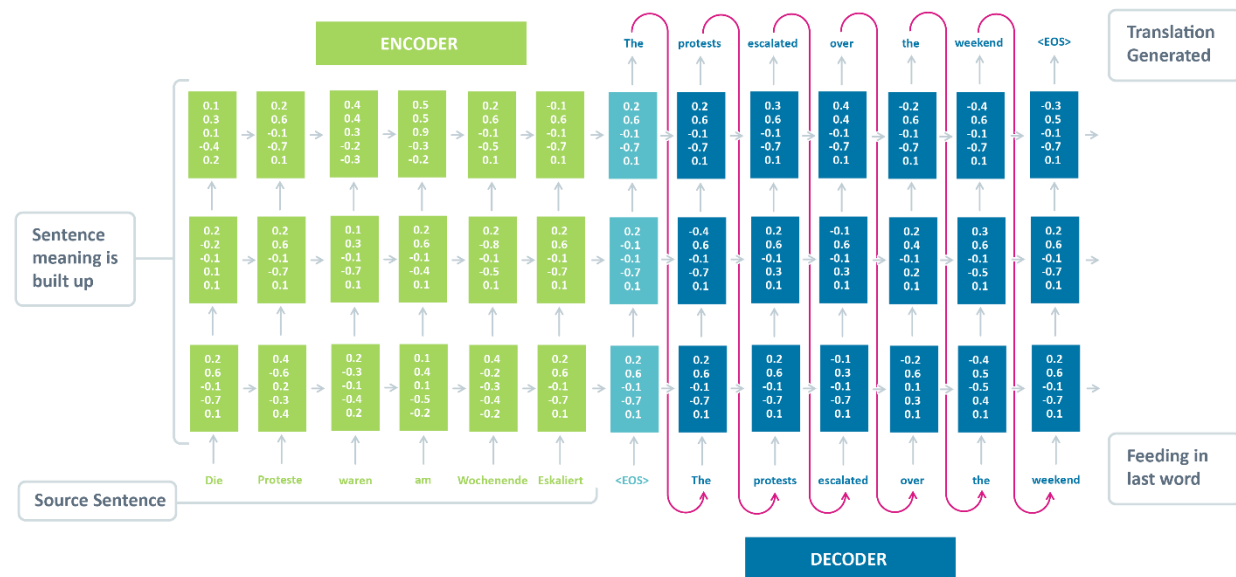 ENCODER
The protests escalated over the weekend <EOS>
Translation
Generated
0.1 0.2 0.4 0.5 0.2 -0.1 0.2 0.2 0.3 0.4 -0.2 -0.4 -0.3
0.3 0.6 0.4 0.5 0.6 0.6 0.6 0.6 0.6 0.4 0.6 0.6 0.5
0.1 -0.1 0.3 0.9 -0.1 -0.1 -0.1 -0.1 -0.1 -0.1 -0.1 -0.1 -0.1
-0.4 -0.7 -0.2 -0.3 -0.5 -0.7 -0.7 -0.7 -0.7 -0.7 -0.7 -0.7 -0.7
0.2 0.1 -0.3 -0.2 0.1 0.1 0.1 0.1 0.1 0.1 0.1 0.1 0.1
Sentence
meaning is
built up
0.2 0.2 0.1 0.2 0.2 0.2 0.2 -0.4 0.2 -0.1 0.2 0.3 0.2
-0.2 0.6 0.3 0.6 -0.8 0.6 -0.1 0.6 0.6 0.6 0.4 0.6 0.6
-0.1 -0.1 -0.1 -0.1 -0.1 -0.1 -0.1 -0.1 -0.1 -0.1 -0.1 -0.1 -0.1
0.1 -0.7 -0.7 -0.4 -0.5 -0.7 -0.7 -0.7 0.3 0.3 0.2 -0.5 -0.7
0.1 0.1 0.1 0.1 0.1 0.1 0.1 0.1 0.1 0.1 0.1 0.1 0.1
0.2 0.4 0.2 0.1 0.4 0.2 0.2 0.2 0.2 -0.1 -0.2 -0.4 0.2
0.6 -0.6 -0.3 0.4 -0.2 0.6 0.6 0.6 0.6 0.3 0.6 0.5 0.6
-0.1 0.2 -0.1 0.1 -0.3 -0.1 -0.1 -0.1 -0.1 -0.1 0.1 -0.5 -0.1
-0.7 -0.3 -0.4 -0.5 -0.4 -0.7 -0.7 -0.7 -0.7 -0.7 0.3 0.4 -0.7
0.1 0.4 0.2 -0.2 -0.2 0.1 0.1 0.1 0.1 0.1 0.1 0.1 0.1
Die Proteste waren am Wochenende Eskaliert <EOS> The protests escalated over the weekend
Feeding in
last word
Source Sentence
DECODER